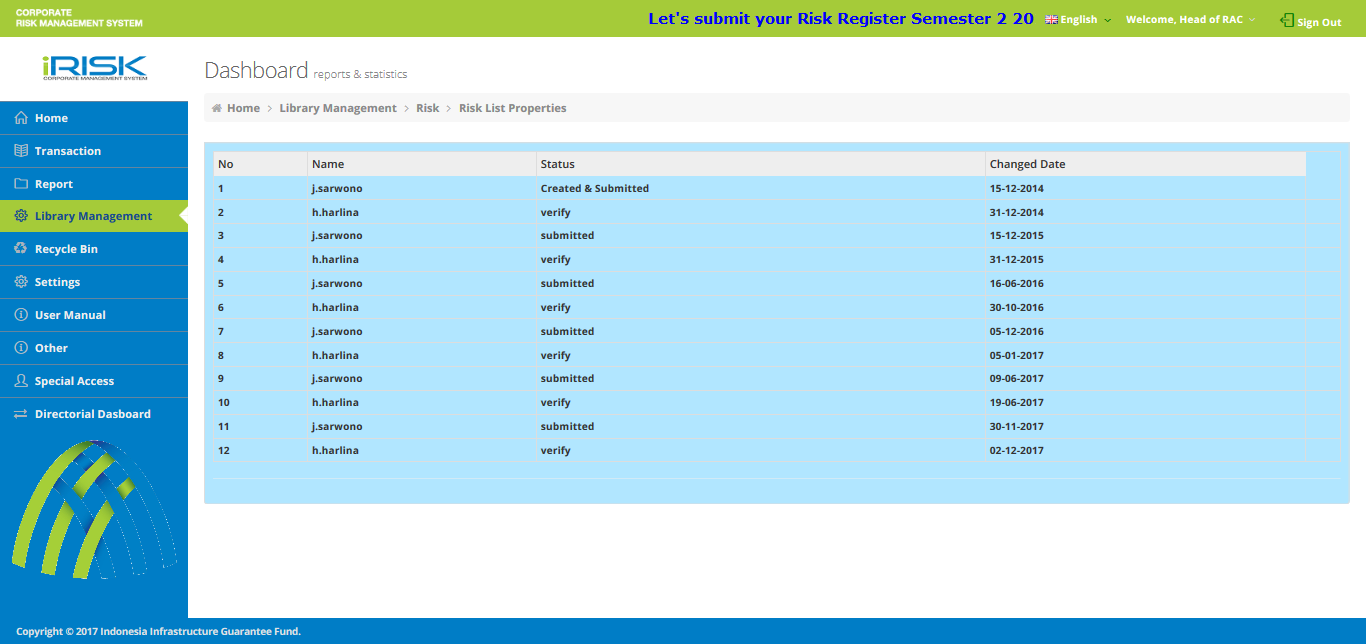 CORPORATE
RISK MANAGEMENT SYSTEM
Let's submit your Risk Register Semester 2 20
English
Welcome, Head of RAC
Sign Out
iRISK
CORPORATE MANAGEMENT SYSTEM
Dashboard reports & statistics
Home > Library Management > Risk > Risk List Properties
Home
Transaction
Report
Library Management
Recycle Bin
Settings
User Manual
Other
Special Access
Directorial Dasboard
No Name Status Changed Date
1 j.sarwono Created & Submitted 15-12-2014
2 h.harlina verify 31-12-2014
3 j.sarwono submitted 15-12-2015
4 h.harlina verify 31-12-2015
5 j.sarwono submitted 16-06-2016
6 h.harlina verify 30-10-2016
7 j.sarwono submitted 05-12-2016
8 h.harlina verify 05-01-2017
9 j.sarwono submitted 09-06-2017
10 h.harlina verify 19-06-2017
11 j.sarwono submitted 30-11-2017
12 h.harlina verify 02-12-2017
Copyright © 2017 Indonesia Infrastructure Guarantee Fund.